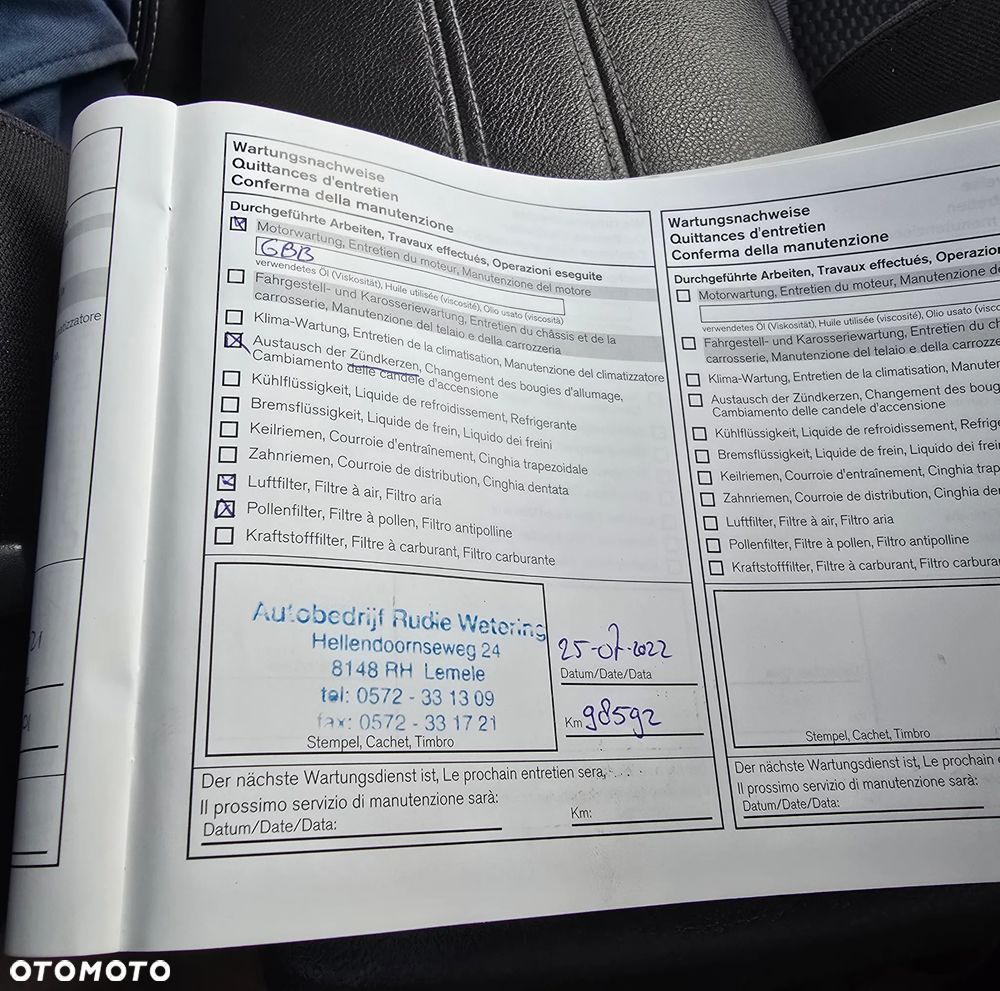 Wartungsnachweise
Quittances d'entretien
Conferma della manutenzione
Durchgeführte Arbeiten, Travaux effectués, Operazioni eseguite
Motorwartung, Entretien du moteur, Manutenzione del motore
GBB
verwendetes Öl (Viskosität), Huile utilisée (viscosité), Olio usato (viscosità)
Fahrgestell- und Karosseriewartung, Entretien du châssis et de la
carrosserie, Manutenzione del telaio e della carrozzeria
Klima-Wartung, Entretien de la climatisation, Manutenzione del climatizzatore
Austausch der Zündkerzen, Changement des bougies d'allumage,
Cambiamento delle candele d'accensione
Kühlflüssigkeit, Liquide de refroidissement, Refrigerante
Bremsflüssigkeit, Liquide de frein, Liquido dei freini
Keilriemen, Courroie d'entraînement, Cinghia trapezoidale
Zahnriemen, Courroie de distribution, Cinghia dentata
Luftfilter, Filtre à air, Filtro aria
Pollenfilter, Filtre à pollen, Filtro antipolline
Kraftstofffilter, Filtre à carburant, Filtro carburante
Autobedrijf Rudie Wetering
Hellendoornseweg 24
8148 RH Lemele
tel: 0572 - 33 13 09
fax: 0572 - 33 17 21
Stempel, Cachet, Timbro
25-07-2022
Datum/Date/Data
Km 98592
Der nächste Wartungsdienst ist, Le prochain entretien sera,
Il prossimo servizio di manutenzione sarà:
Datum/Date/Data:
Km:
Wartungsnachweise
Quittances d'entretien
Conferma della manutenzione
Durchgeführte Arbeiten, Travaux effectués, Operazion
Motorwartung, Entretien du moteur, Manutenzione de
verwendetes Öl (Viskosität), Huile utilisée (viscosité), Olio usato (visco
Fahrgestell- und Karosseriewartung, Entretien du ch
carrosserie, Manutenzione del telaio e della carrozze
Klima-Wartung, Entretien de la climatisation, Manuten
Austausch der Zündkerzen, Changement des boug
Cambiamento delle candele d'accensione
Kühlflüssigkeit, Liquide de refroidissement, Refrige
Bremsflüssigkeit, Liquide de frein, Liquido dei frein
Keilriemen, Courroie d'entraînement, Cinghia trap
Zahnriemen, Courroie de distribution, Cinghia der
Luftfilter, Filtre à air, Filtro aria
Pollenfilter, Filtre à pollen, Filtro antipolline
Kraftstofffilter, Filtre à carburant, Filtro carbura
Stempel, Cachet, Timbro
Der nächste Wartungsdienst ist, Le prochain e
Il prossimo servizio di manutenzione sarà:
Datum/Date/Data:
OTOMOTO